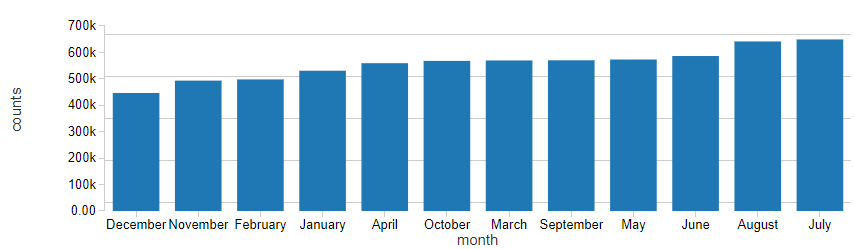 700k
600k
500k
400k
300k
200k
100k
0.00
counts
December November February January April October March September May June August July
month